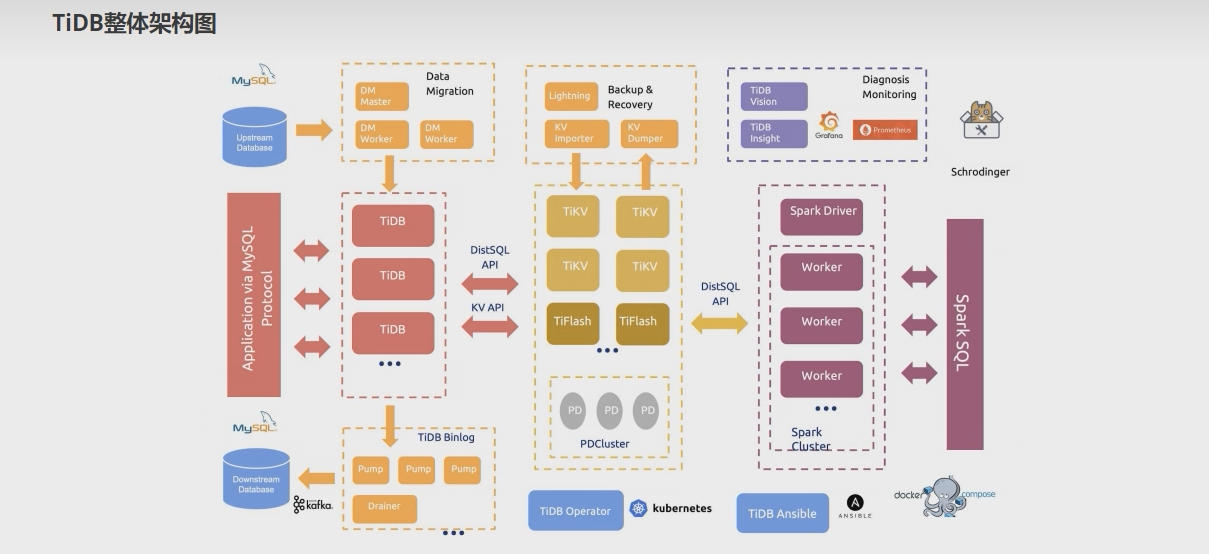 TiDB整体架构图
MySQL
Upstream
Database
DM
Master
Data
Migration
DM
Worker
DM
Worker
Lightning
Backup &
Recovery
KV
Importer
KV
Dumper
TiDB
Vision
Diagnosis
Monitoring
TiDB
Insight
Grafana
Prometheus
Schrodinger
Application via MySQL
Protocol
TiDB
TiDB
TiDB
DistSQL
API
KV API
TiKV
TiKV
TiKV
TiKV
TiFlash
TiFlash
PD
PD
PD
PDCluster
DistSQL
API
Spark Driver
Worker
Worker
Worker
Spark
Cluster
Spark SQL
MySQL
Downstream
Database
kafka
TiDB Binlog
Pump
Pump
Pump
Drainer
TiDB Operator
kubernetes
TiDB Ansible
ANSIBLE
docker
compose